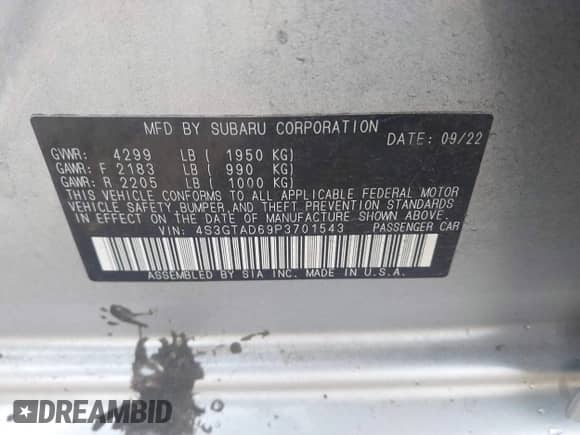 MFD BY SUBARU CORPORATION DATE: 09/22
GVWR: 4299 LB ( 1950 KG)
GAWR: F 2183 LB ( 990 KG)
GAWR: R 2205 LB ( 1000 KG)
THIS VEHICLE CONFORMS TO ALL APPLICABLE FEDERAL MOTOR
VEHICLE SAFETY, BUMPER, AND THEFT PREVENTION STANDARDS
IN EFFECT ON THE DATE OF MANUFACTURE SHOWN ABOVE.
VIN: 4S3GTAD69P3701543 PASSENGER CAR
ASSEMBLED BY SIA INC. MADE IN U.S.A.
DREAMBID